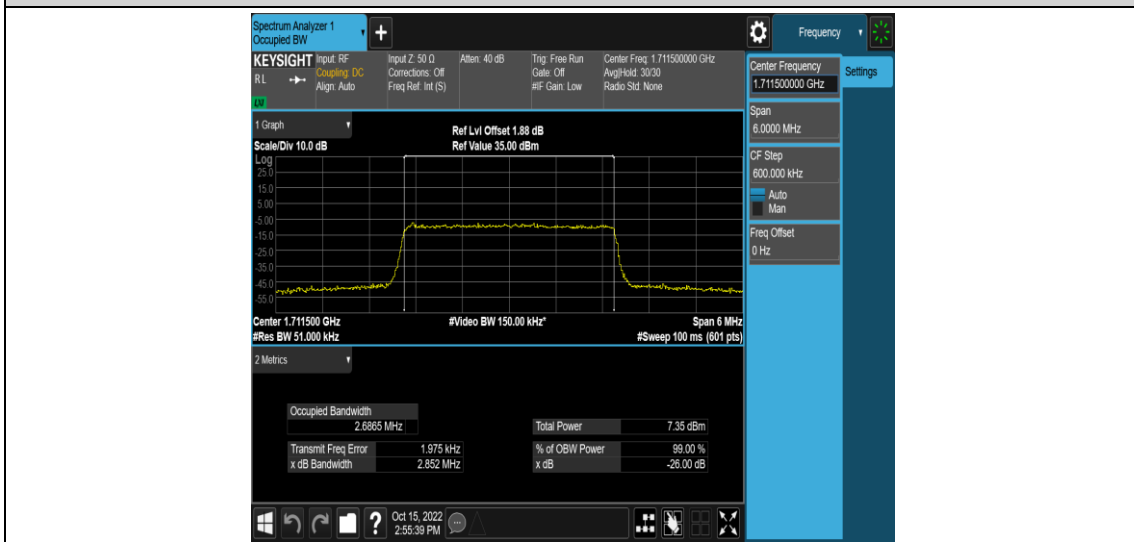 Spectrum Analyzer 1
Occupied BW
Frequency
KEYSIGHT
RL
Input: RF
Coupling: DC
Align: Auto
Input Z: 50 Ω
Corrections: Off
Freq Ref: Int (S)
Atten: 40 dB
Trig: Free Run
Gate: Off
#IF Gain: Low
Center Freq: 1.711500000 GHz
Avg|Hold: 30/30
Radio Std: None
Center Frequency
1.711500000 GHz
Settings
Span
6.0000 MHz
CF Step
600.000 kHz
Auto
Man
Freq Offset
0 Hz
1 Graph
Ref Lvl Offset 1.88 dB
Scale/Div 10.0 dB
Ref Value 35.00 dBm
Log
25.0
15.0
5.00
-5.00
-15.0
-25.0
-35.0
-45.0
-55.0
Center 1.711500 GHz
#Video BW 150.00 kHz*
Span 6 MHz
#Res BW 51.000 kHz
#Sweep 100 ms (601 pts)
2 Metrics
Occupied Bandwidth
2.6865 MHz
Total Power 7.35 dBm
Transmit Freq Error 1.975 kHz
% of OBW Power 99.00 %
x dB Bandwidth 2.852 MHz
x dB -26.00 dB
Oct 15, 2022
2:55:39 PM